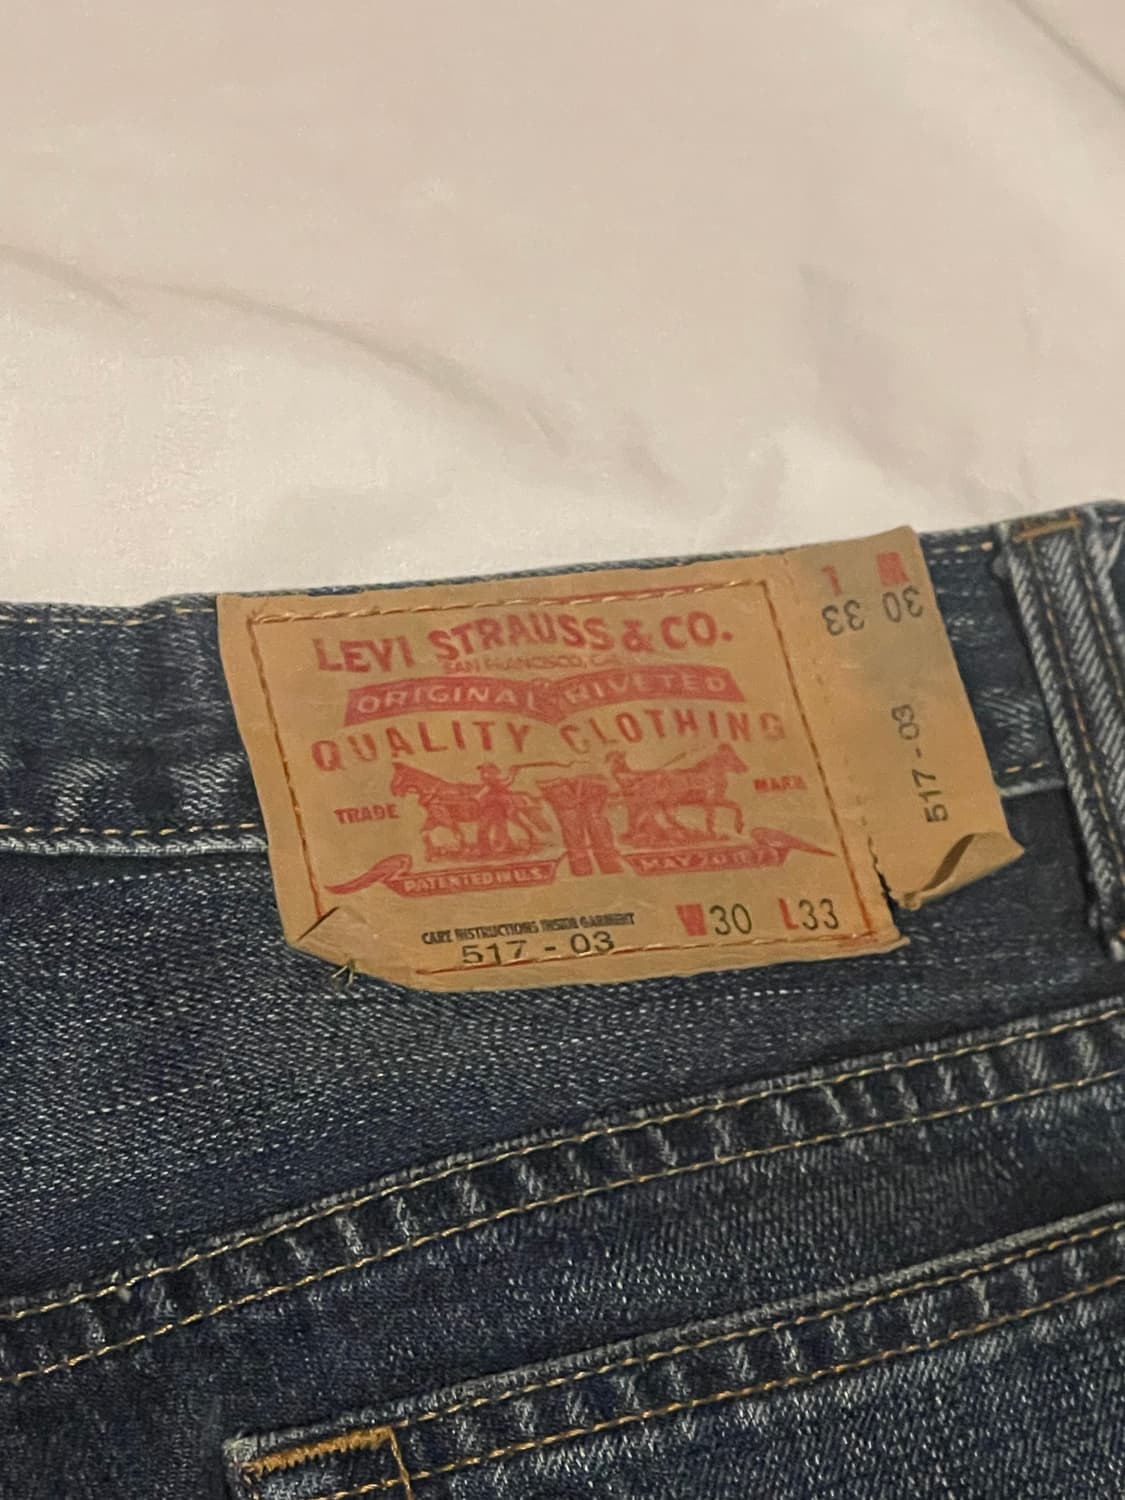 LEVI STRAUSS & CO.
SAN FRANCISCO, CAL
ORIGINAL RIVETED
QUALITY CLOTHING
TRADE MARK
PATENTED IN U.S. MAY 20 1873
CARE INSTRUCTIONS INSIDE GARMENT
517 - 03 W30 L33
W L
30 33
517 - 03